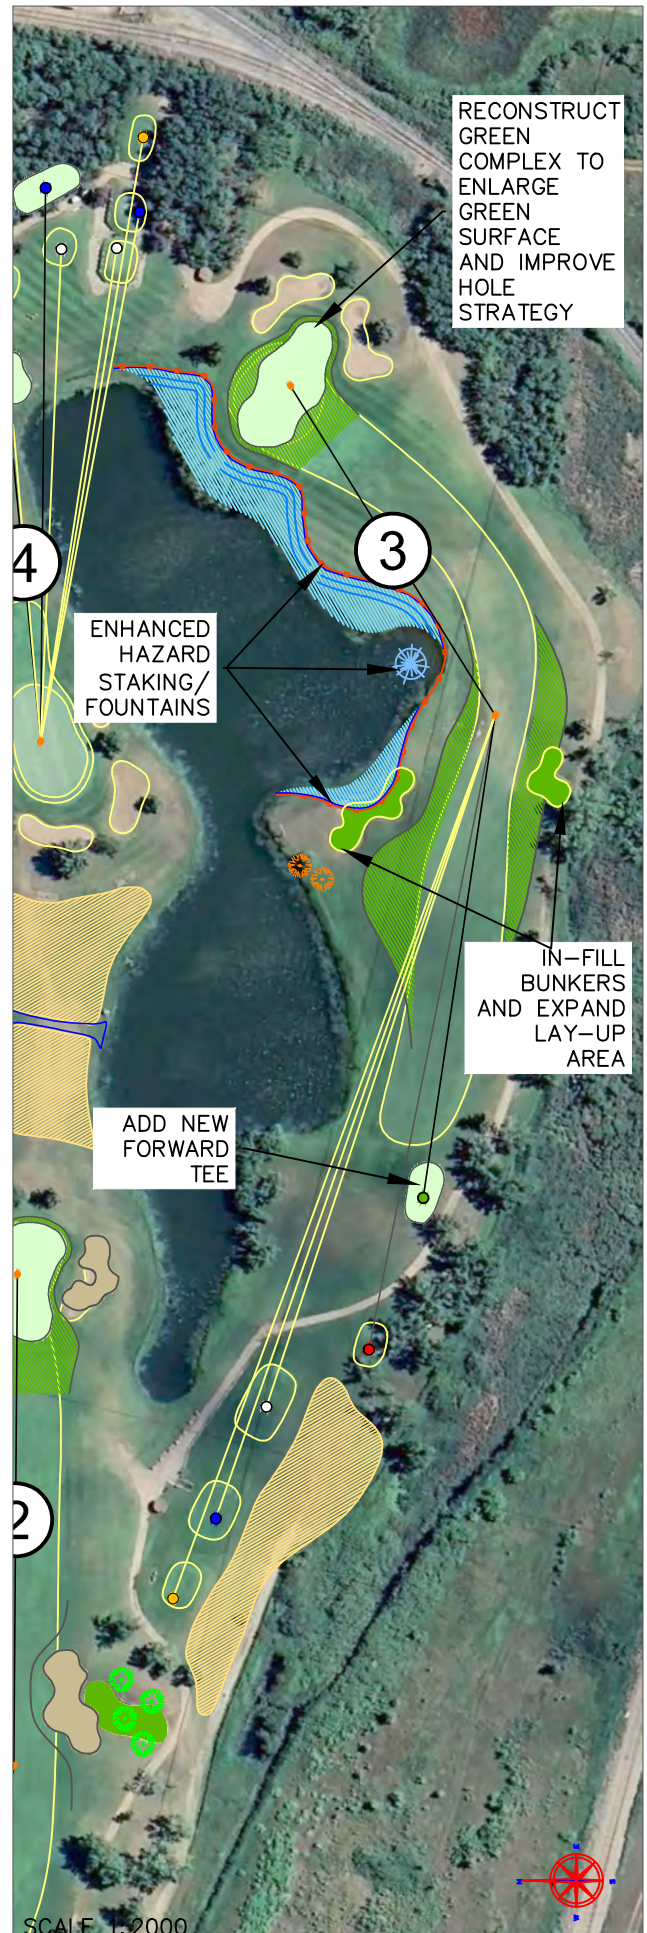 RECONSTRUCT
GREEN
COMPLEX TO
ENLARGE
GREEN
SURFACE
AND IMPROVE
HOLE
STRATEGY
3
4
ENHANCED
HAZARD
STAKING/
FOUNTAINS
IN-FILL
BUNKERS
AND EXPAND
LAY-UP
AREA
ADD NEW
FORWARD
TEE
2
E
N
S
W
SCALE 1:2000